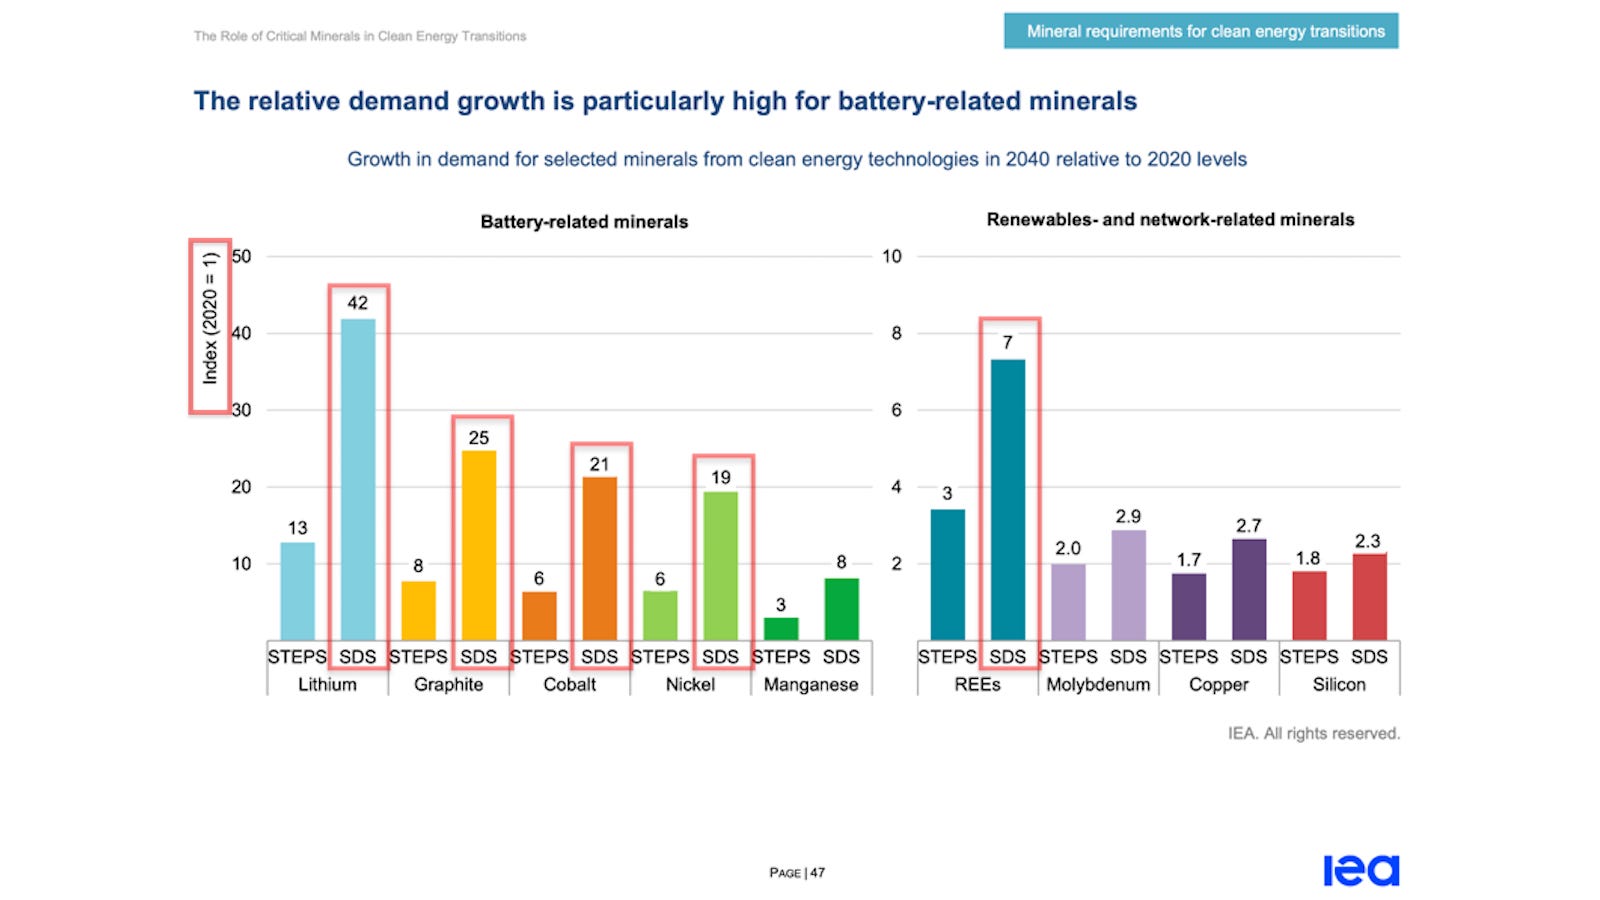 The Role of Critical Minerals in Clean Energy Transitions
Mineral requirements for clean energy transitions
The relative demand growth is particularly high for battery-related minerals
Growth in demand for selected minerals from clean energy technologies in 2040 relative to 2020 levels
Battery-related minerals
Index (2020 = 1)
50
40
30
20
10
13
42
8
25
6
21
6
19
3
8
STEPS SDS STEPS SDS STEPS SDS STEPS SDS STEPS SDS
Lithium Graphite Cobalt Nickel Manganese
Renewables- and network-related minerals
10
8
6
4
2
3
7
2.0
2.9
1.7
2.7
1.8
2.3
STEPS SDS STEPS SDS STEPS SDS STEPS SDS
REEs Molybdenum Copper Silicon
IEA. All rights reserved.
PAGE | 47
iea